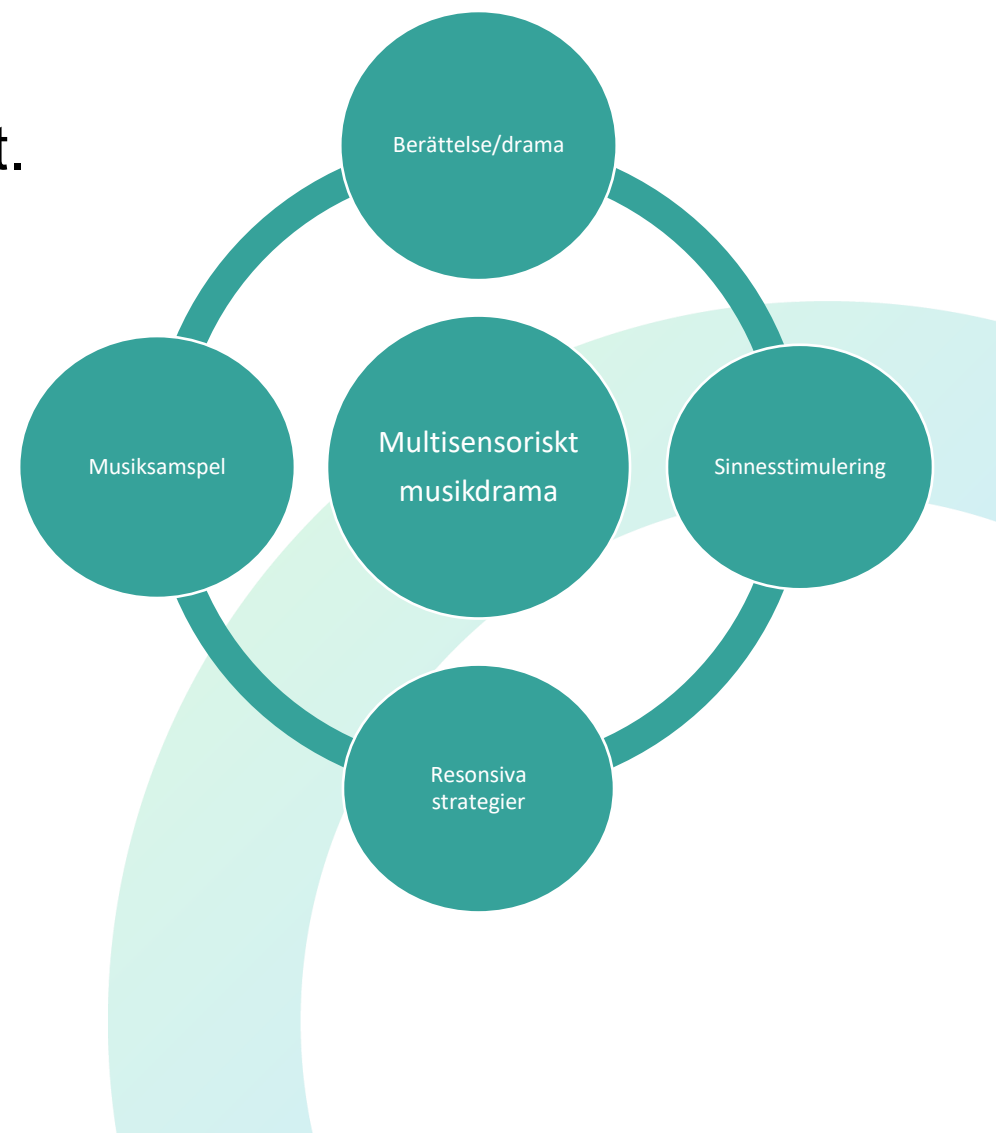 t.
Berättelse/drama
Musiksamspel
Multisensoriskt
musikdrama
Sinnesstimulering
Resonsiva
strategier